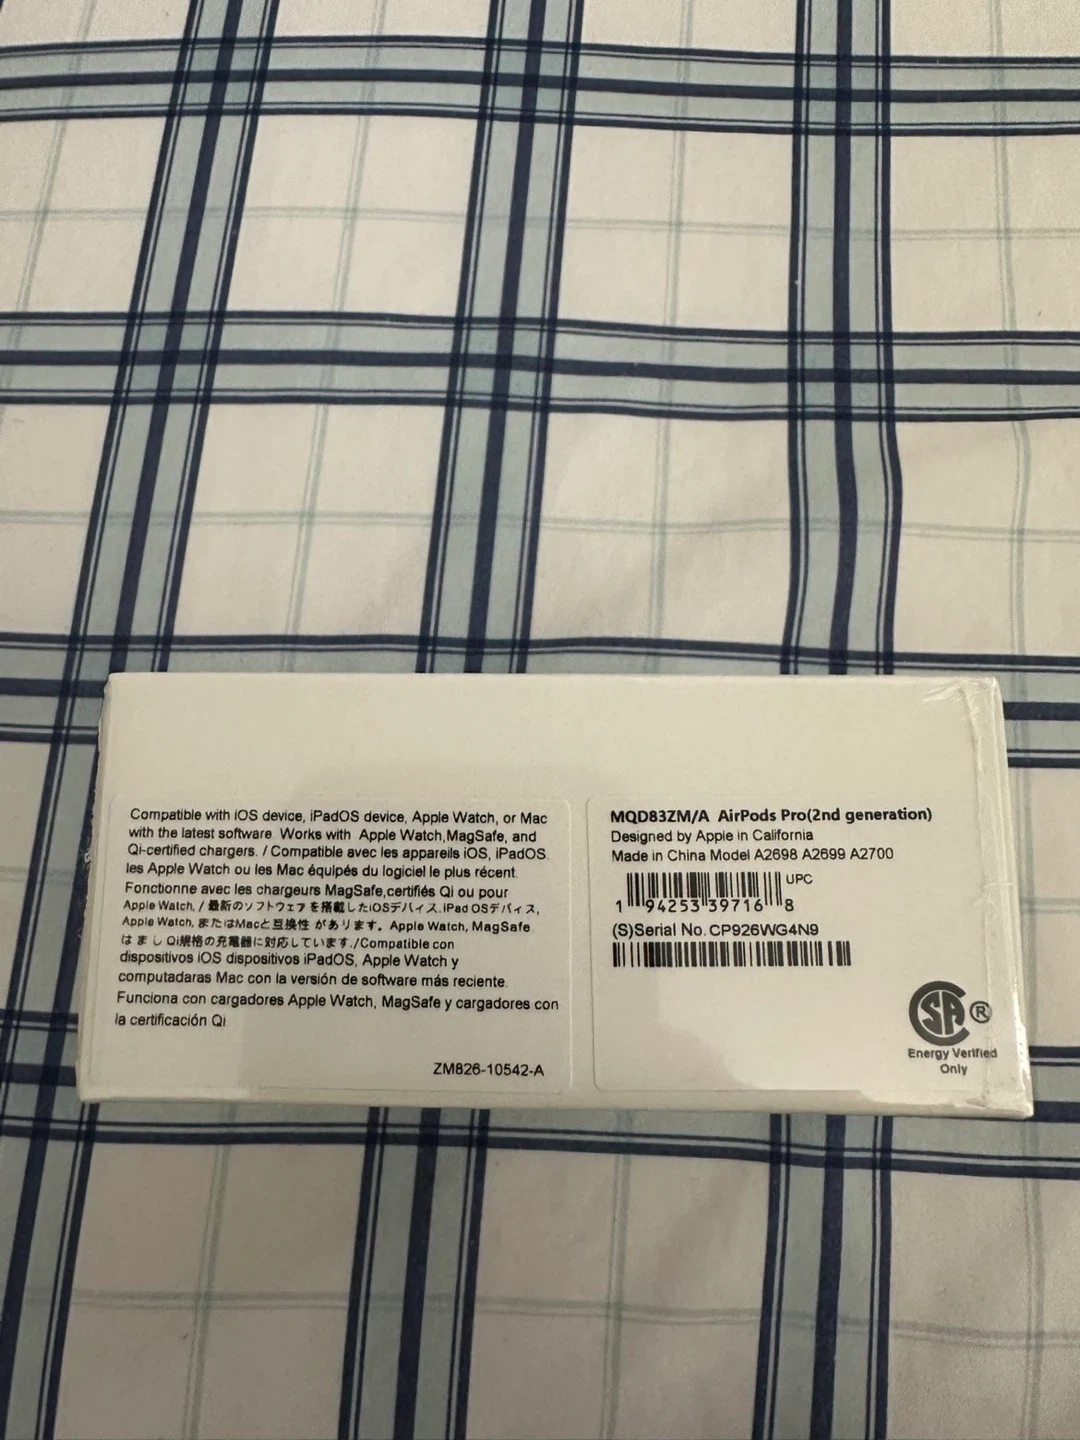 Compatible with iOS device, iPadOS device, Apple Watch, or Mac
with the latest software. Works with Apple Watch,MagSafe, and
Qi-certified chargers. / Compatible avec les appareils iOS, iPadOS
les Apple Watch ou les Mac équipés du logiciel le plus récent.
Fonctionne avec les chargeurs MagSafe,certifiés Qi ou pour
Apple Watch, / 最新のソフトウェア を搭載したiOSデバイス. iPad OSデバイス,
Apple Watch, またはMacと互換性 があ ります。Apple Watch, MagSafe
は ま し Qi規格の充電器に対応しています./Compatible con
dispositivos iOS dispositivos iPadOS, Apple Watch y
computadaras Mac con la versión de software más reciente.
Funciona con cargadores Apple Watch, MagSafe y cargadores con
la certificación Qi
ZM826-10542-A
MQD83ZM/A AirPods Pro(2nd generation)
Designed by Apple in California
Made in China Model A2698 A2699 A2700
UPC
1 94253 39716 8
(S)Serial No. CP926WG4N9
SA ®
Energy Verified
Only